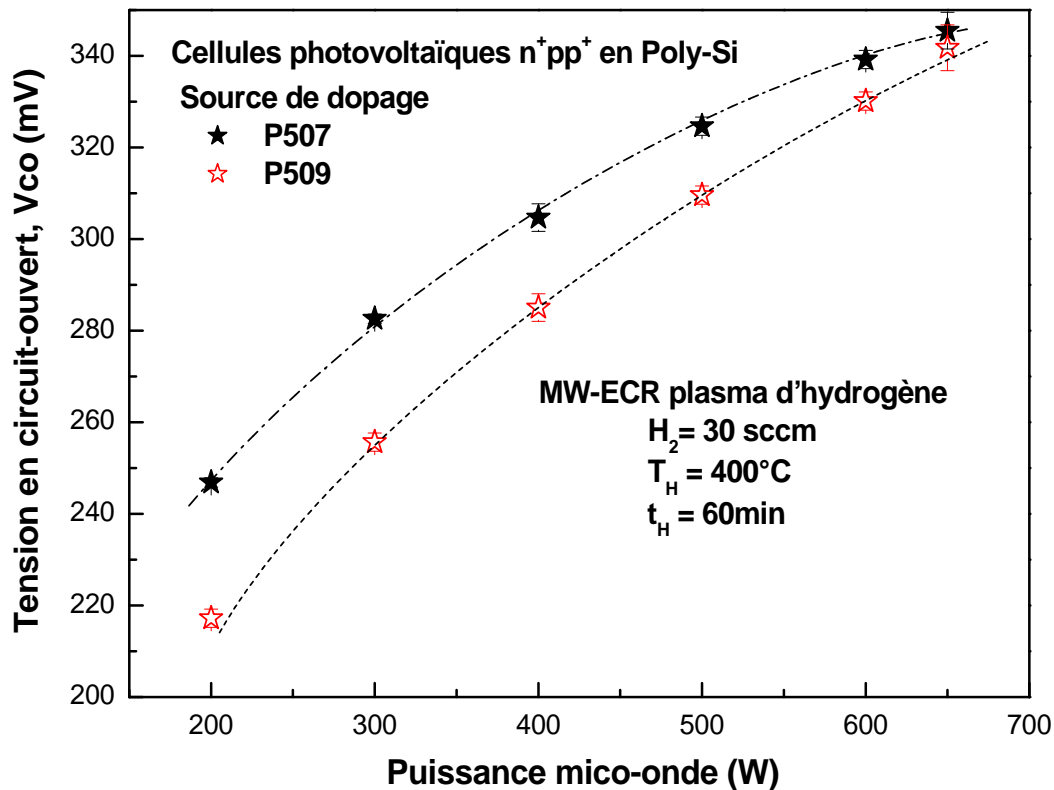 Cellules photovoltaïques n⁺pp⁺ en Poly-Si
Source de dopage
P507
P509
MW-ECR plasma d'hydrogène
H₂= 30 sccm
T_H = 400°C
t_H = 60min
Tension en circuit-ouvert, Vco (mV)
340
320
300
280
260
240
220
200
200 300 400 500 600 700
Puissance mico-onde (W)